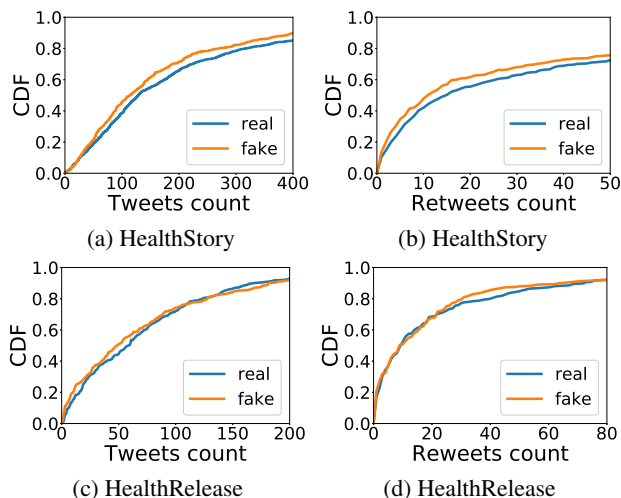 1.0
0.8
0.6
0.4
0.2
0.0
CDF
real
fake
0 100 200 300 400
Tweets count
(a) HealthStory
1.0
0.8
0.6
0.4
0.2
0.0
CDF
real
fake
0 10 20 30 40 50
Retweets count
(b) HealthStory
1.0
0.8
0.6
0.4
0.2
0.0
CDF
real
fake
0 50 100 150 200
Tweets count
(c) HealthRelease
1.0
0.8
0.6
0.4
0.2
0.0
CDF
real
fake
0 20 40 60 80
Reweets count
(d) HealthRelease